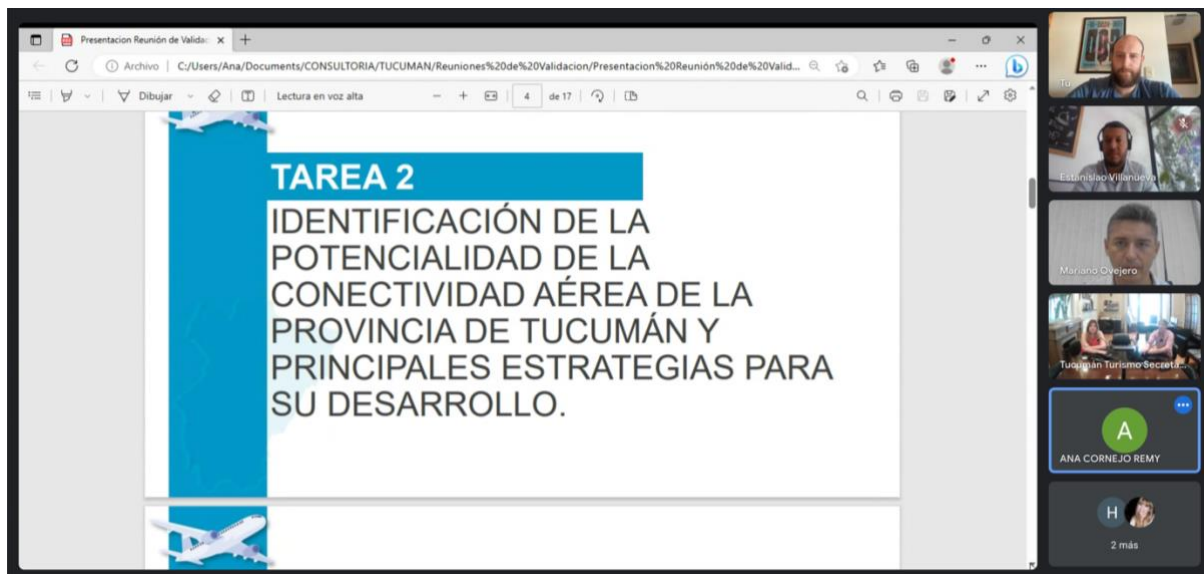 Presentacion Reunión de Validac
Archivo
C:/Users/Ana/Documents/CONSULTORIA/TUCUMAN/Reuniones%20de%20Validacion/Presentacion%20Reunión%20de%20Valid...
Dibujar
Lectura en voz alta
4
de 17
TAREA 2
IDENTIFICACIÓN DE LA
POTENCIALIDAD DE LA
CONECTIVIDAD AÉREA DE LA
PROVINCIA DE TUCUMÁN Y
PRINCIPALES ESTRATEGIAS PARA
SU DESARROLLO.
Tú
Estanislao Villanueva
Mariano Ovejero
Tucumán Turismo Secreta...
A
ANA CORNEJO REMY
H
2 más